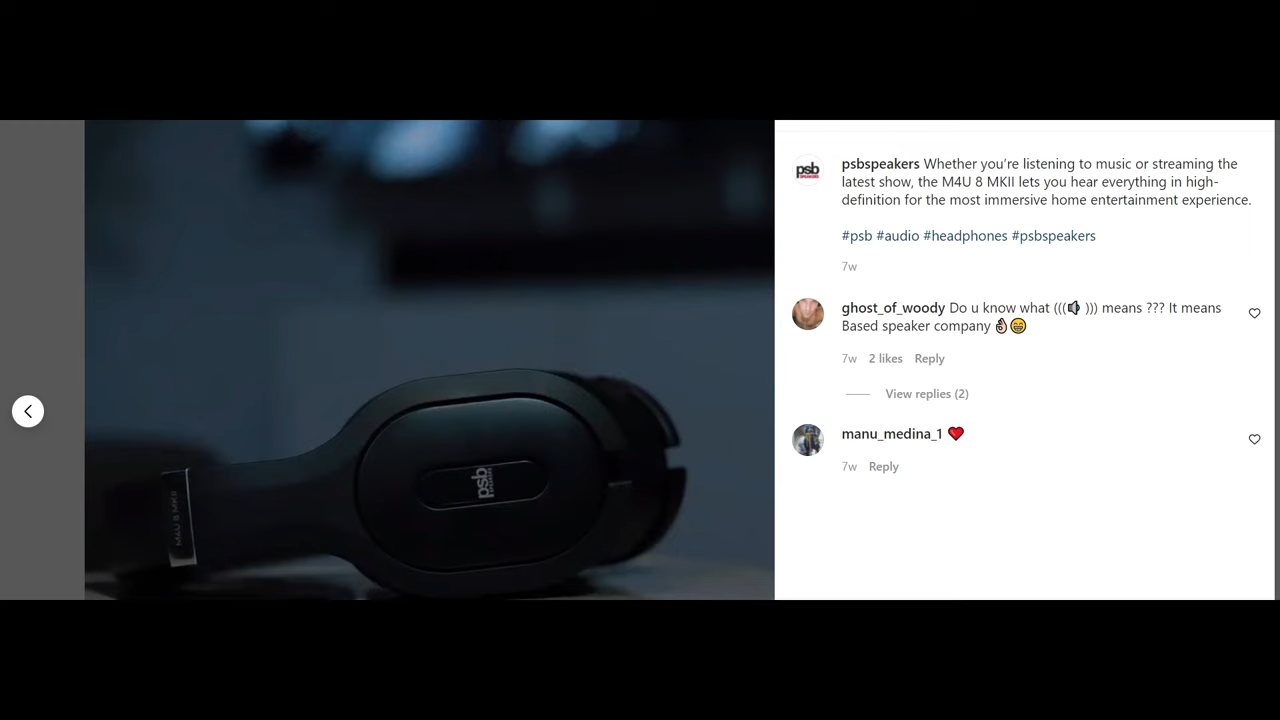 psb
M4U 8 MKII
psb
SPEAKERS
psbspeakers Whether you're listening to music or streaming the
latest show, the M4U 8 MKII lets you hear everything in high-
definition for the most immersive home entertainment experience.
#psb #audio #headphones #psbspeakers
7w
ghost_of_woody Do u know what (((🔊 ))) means ??? It means
Based speaker company 👌🏻😁
7w 2 likes Reply
View replies (2)
manu_medina_1 ❤️
7w Reply